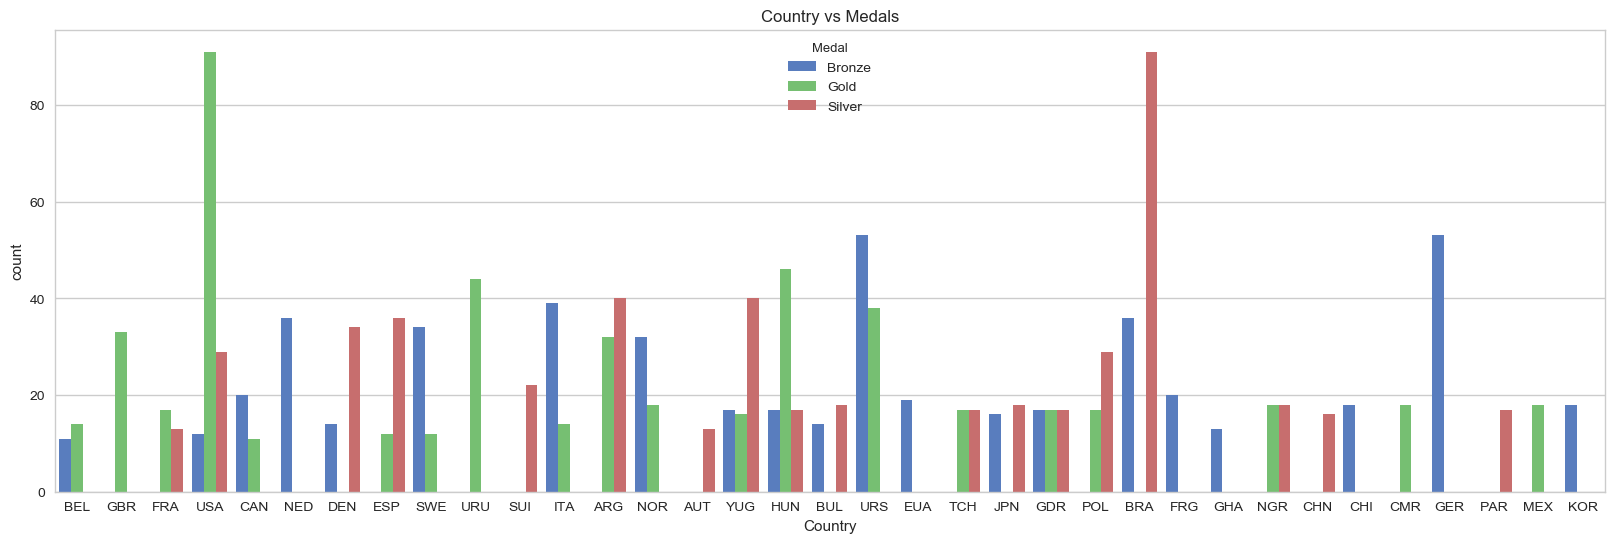 Country vs Medals
Medal
Bronze
Gold
Silver
80
60
40
20
0
count
BEL GBR FRA USA CAN NED DEN ESP SWE URU SUI ITA ARG NOR AUT YUG HUN BUL URS EUA TCH JPN GDR POL BRA FRG GHA NGR CHN CHI CMR GER PAR MEX KOR
Country